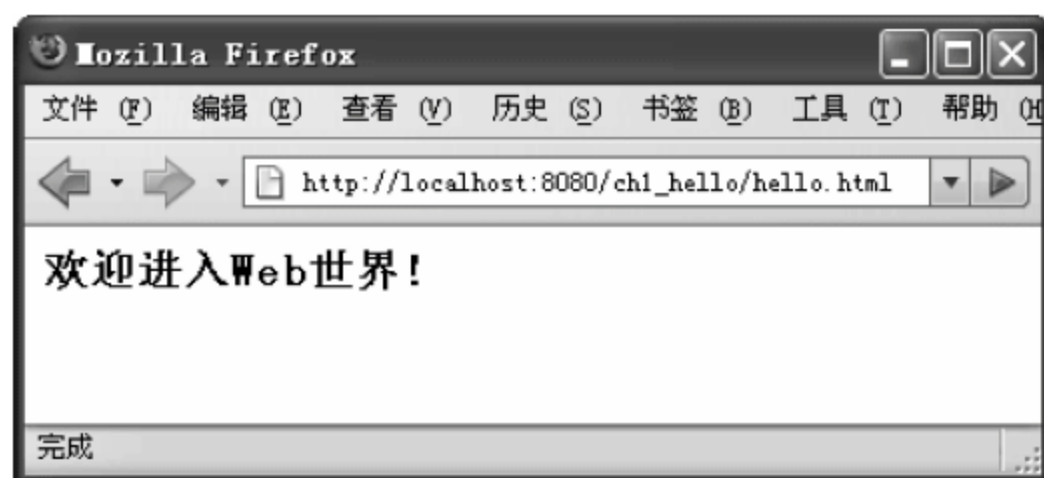 Mozilla Firefox
文件 (F) 编辑 (E) 查看 (V) 历史 (S) 书签 (B) 工具 (T) 帮助 (H
http://localhost:8080/ch1_hello/hello.html
欢迎进入Web世界!
完成